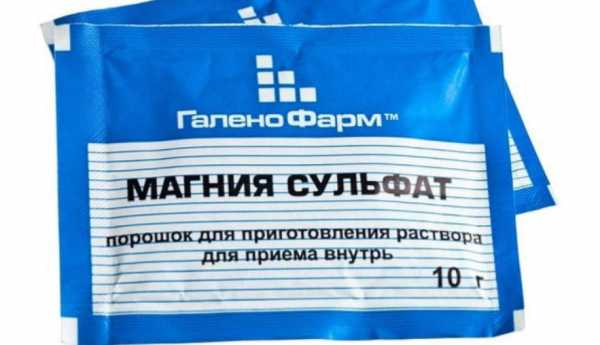 ГаленоФарм™
МАГНИЯ СУЛЬФАТ
порошок для приготовления раствора
для приема внутрь
10 г